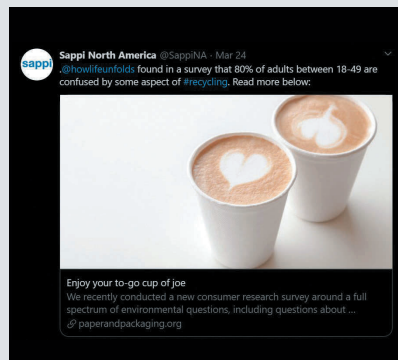 sappi
Sappi North America @SappiNA · Mar 24
.@howlifeunfolds found in a survey that 80% of adults between 18-49 are
confused by some aspect of #recycling. Read more below:
Enjoy your to-go cup of joe
We recently conducted a new consumer research survey around a full
spectrum of environmental questions, including questions about ...
paperandpackaging.org